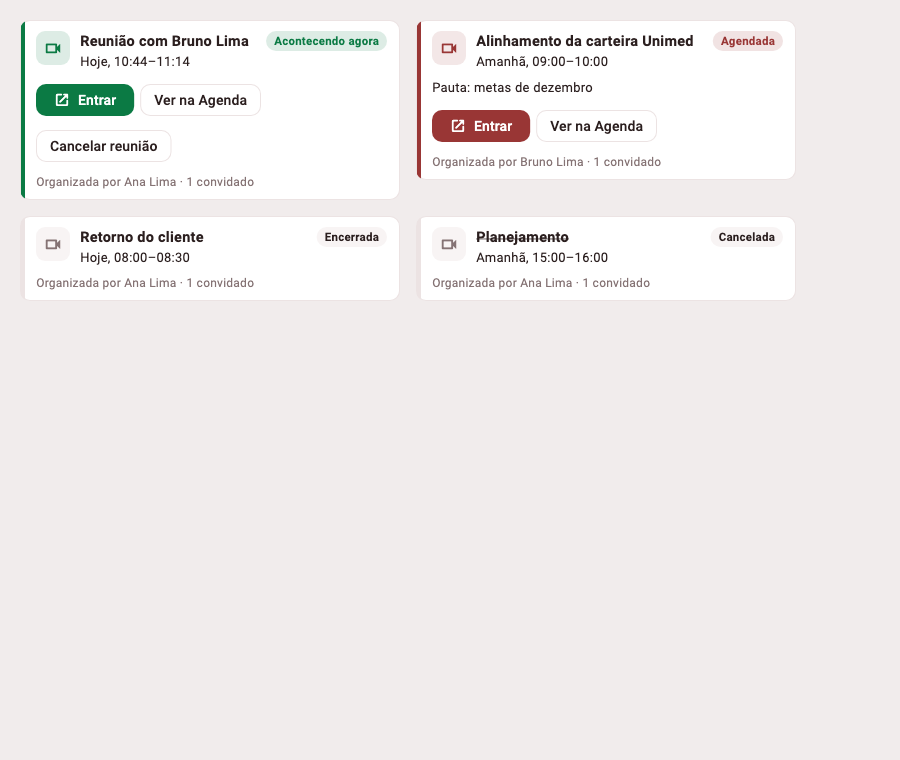 Reunião com Bruno Lima
Acontecendo agora
Hoje, 10:44–11:14
Entrar
Ver na Agenda
Cancelar reunião
Organizada por Ana Lima · 1 convidado
Alinhamento da carteira Unimed
Agendada
Amanhã, 09:00–10:00
Pauta: metas de dezembro
Entrar
Ver na Agenda
Organizada por Bruno Lima · 1 convidado
Retorno do cliente
Encerrada
Hoje, 08:00–08:30
Organizada por Ana Lima · 1 convidado
Planejamento
Cancelada
Amanhã, 15:00–16:00
Organizada por Ana Lima · 1 convidado